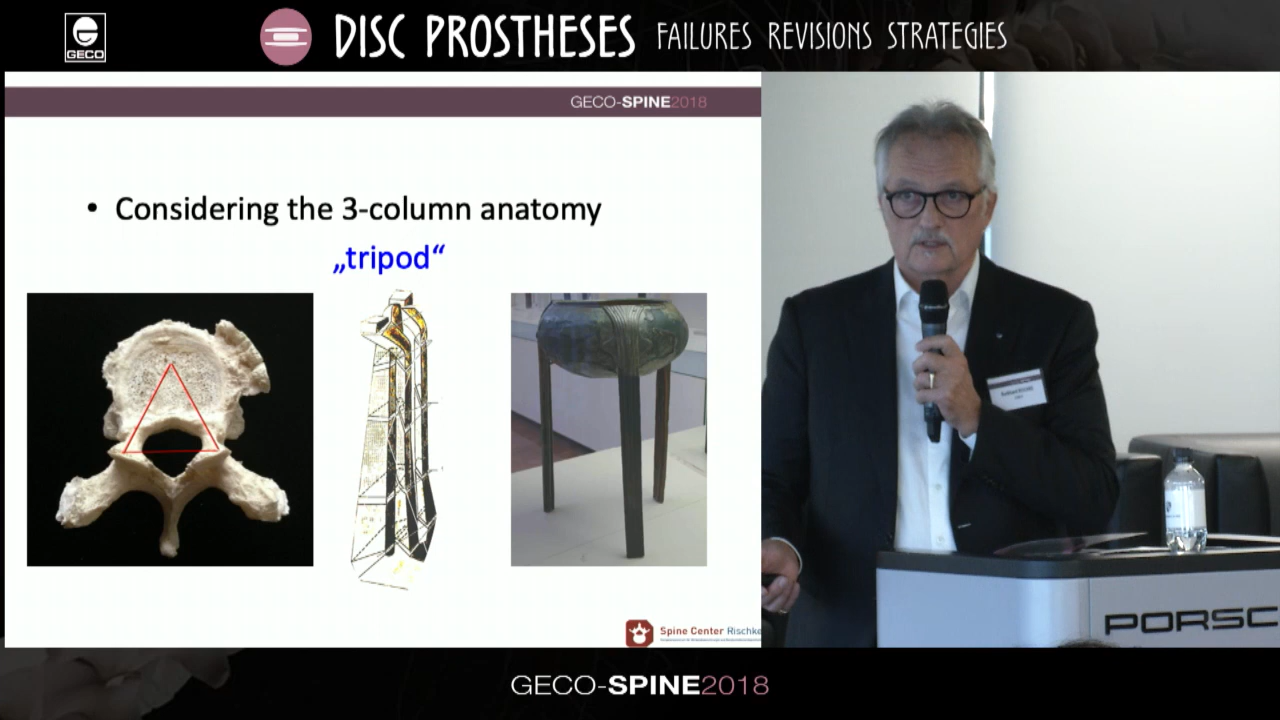 GECO
DISC PROSTHESES FAILURES REVISIONS STRATEGIES
GECO-SPINE2018
• Considering the 3-column anatomy
„tripod“
Spine Center Rischke
PORSC
GECO-SPINE2018